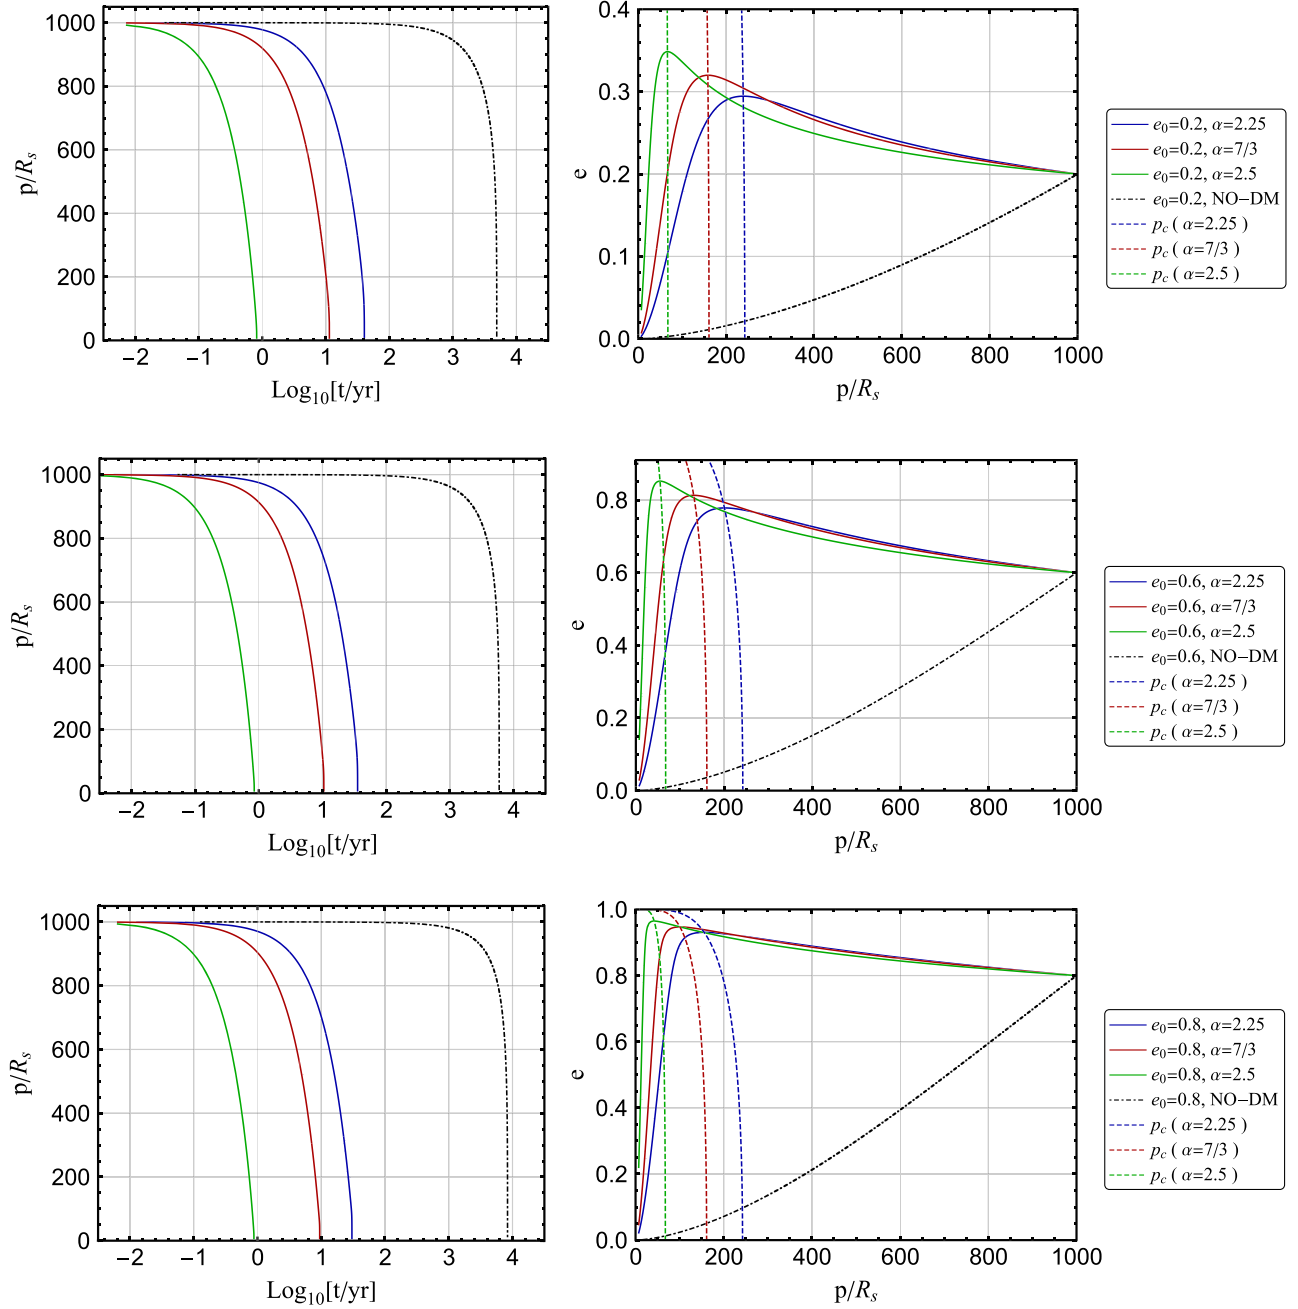 1000
800
600
400
200
0
p/Rₛ
−2 −1 0 1 2 3 4
Log₁₀[t/yr]
0.4
0.3
0.2
0.1
0.0
e
0 200 400 600 800 1000
p/Rₛ
e₀=0.2, α=2.25
e₀=0.2, α=7/3
e₀=0.2, α=2.5
e₀=0.2, NO−DM
p_c ( α=2.25 )
p_c ( α=7/3 )
p_c ( α=2.5 )
1000
800
600
400
200
0
p/Rₛ
−2 −1 0 1 2 3 4
Log₁₀[t/yr]
0.8
0.6
0.4
0.2
0.0
e
0 200 400 600 800 1000
p/Rₛ
e₀=0.6, α=2.25
e₀=0.6, α=7/3
e₀=0.6, α=2.5
e₀=0.6, NO−DM
p_c ( α=2.25 )
p_c ( α=7/3 )
p_c ( α=2.5 )
1000
800
600
400
200
0
p/Rₛ
−2 −1 0 1 2 3 4
Log₁₀[t/yr]
1.0
0.8
0.6
0.4
0.2
0.0
e
0 200 400 600 800 1000
p/Rₛ
e₀=0.8, α=2.25
e₀=0.8, α=7/3
e₀=0.8, α=2.5
e₀=0.8, NO−DM
p_c ( α=2.25)
p_c ( α=7/3 )
p_c ( α=2.5 )